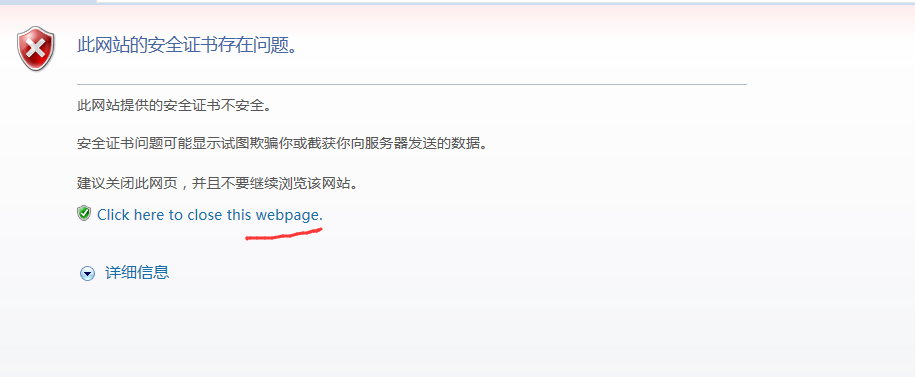 此网站的安全证书存在问题。
此网站提供的安全证书不安全。
安全证书问题可能显示试图欺骗你或截获你向服务器发送的数据。
建议关闭此网页，并且不要继续浏览该网站。
Click here to close this webpage.
详细信息